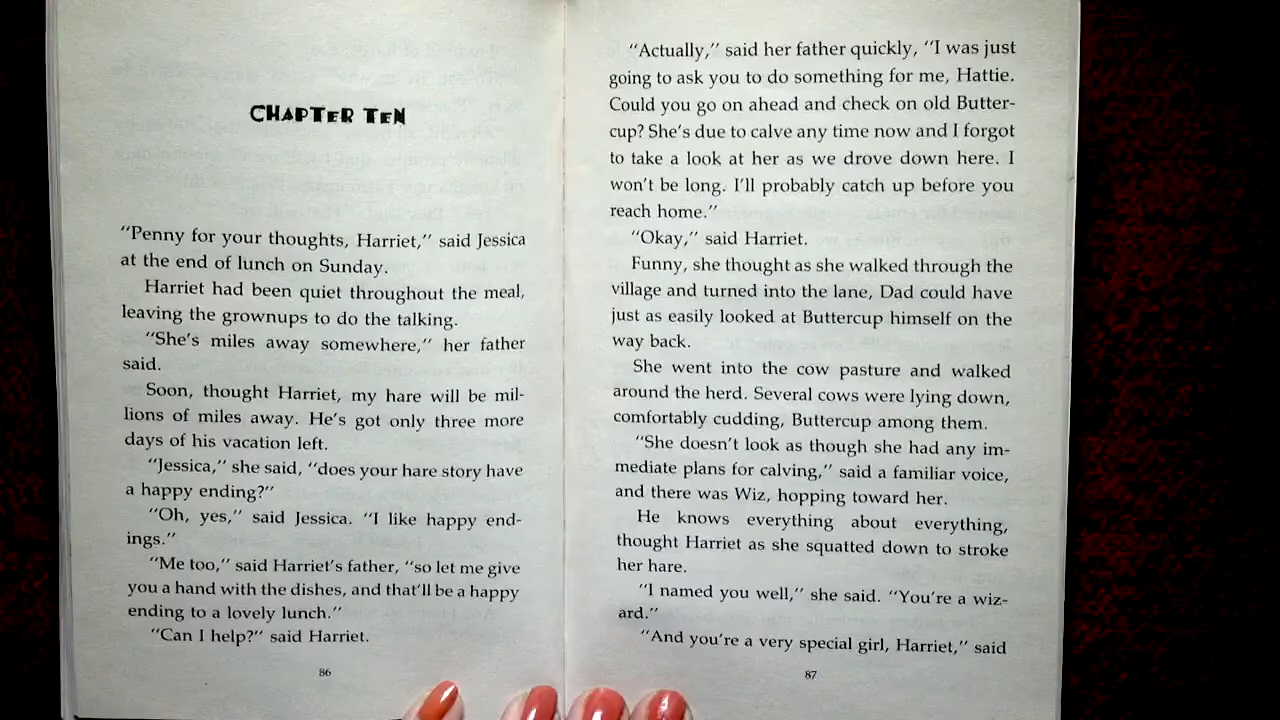 CHAPTER TEN
“Penny for your thoughts, Harriet,” said Jessica
at the end of lunch on Sunday.
Harriet had been quiet throughout the meal,
leaving the grownups to do the talking.
“She’s miles away somewhere,” her father
said.
Soon, thought Harriet, my hare will be mil-
lions of miles away. He’s got only three more
days of his vacation left.
“Jessica,” she said, “does your hare story have
a happy ending?”
“Oh, yes,” said Jessica. “I like happy end-
ings.”
“Me too,” said Harriet’s father, “so let me give
you a hand with the dishes, and that’ll be a happy
ending to a lovely lunch.”
“Can I help?” said Harriet.
86
“Actually,” said her father quickly, “I was just
going to ask you to do something for me, Hattie.
Could you go on ahead and check on old Butter-
cup? She’s due to calve any time now and I forgot
to take a look at her as we drove down here. I
won’t be long. I’ll probably catch up before you
reach home.”
“Okay,” said Harriet.
Funny, she thought as she walked through the
village and turned into the lane, Dad could have
just as easily looked at Buttercup himself on the
way back.
She went into the cow pasture and walked
around the herd. Several cows were lying down,
comfortably cudding, Buttercup among them.
“She doesn’t look as though she had any im-
mediate plans for calving,” said a familiar voice,
and there was Wiz, hopping toward her.
He knows everything about everything,
thought Harriet as she squatted down to stroke
her hare.
“I named you well,” she said. “You’re a wiz-
ard.”
“And you’re a very special girl, Harriet,” said
87